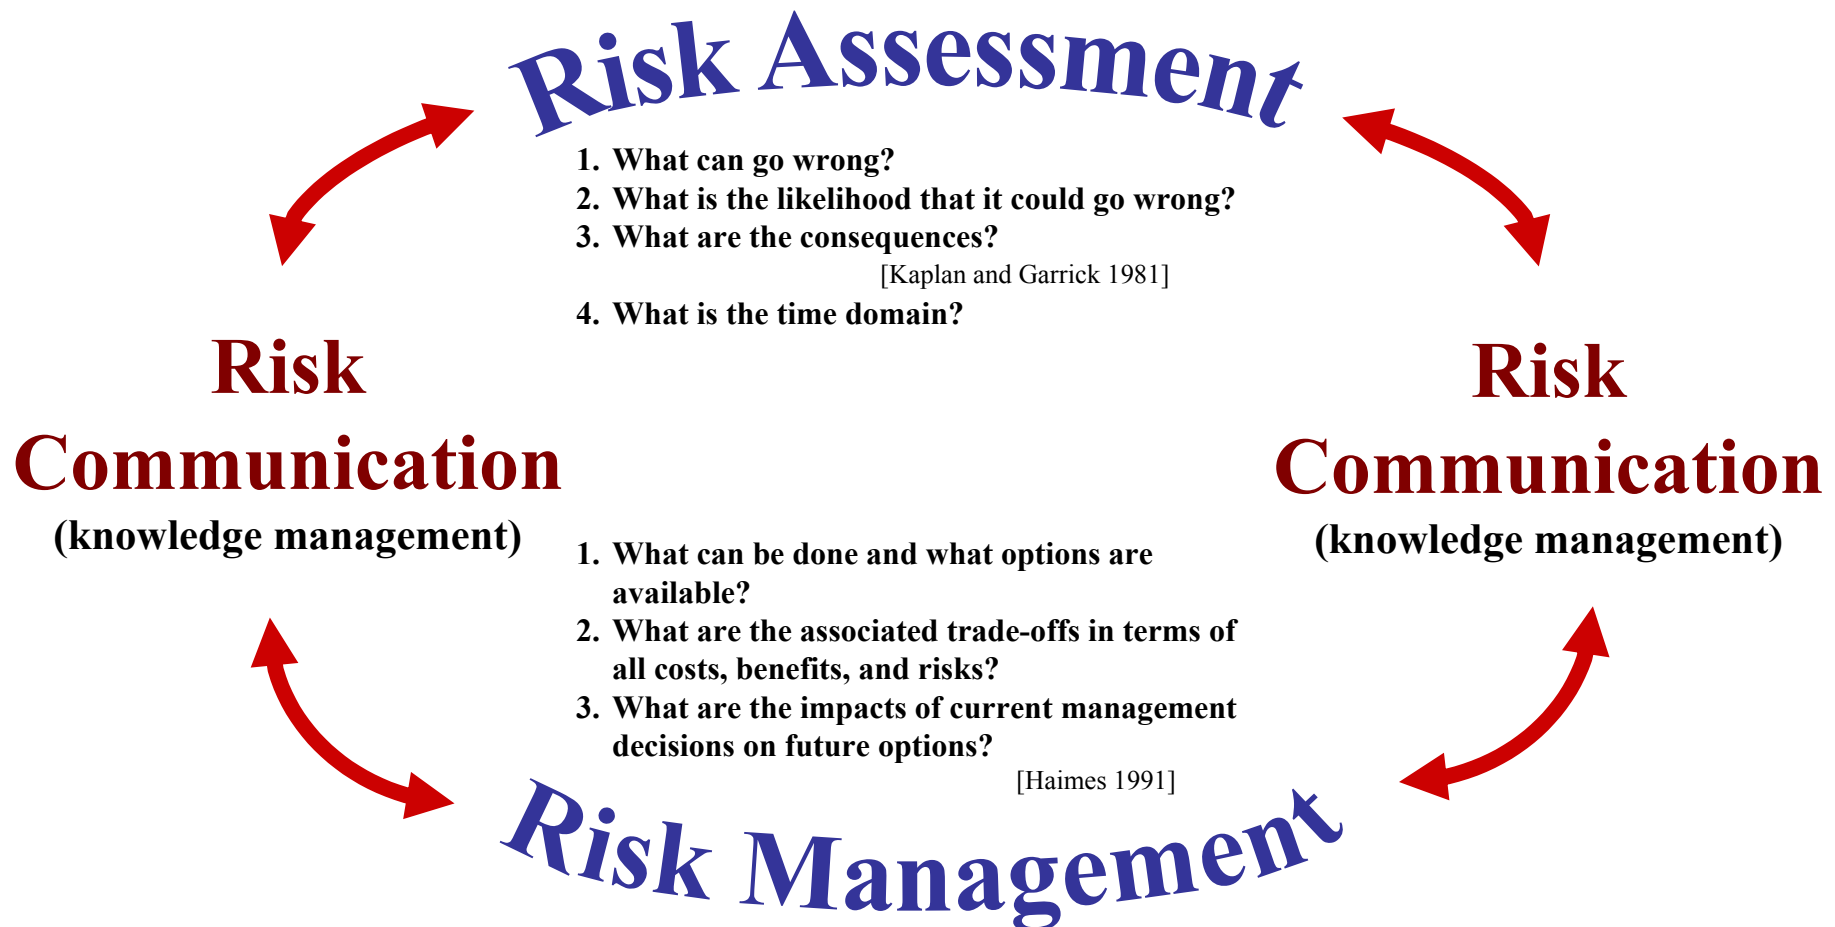 Risk Assessment
1. What can go wrong?
2. What is the likelihood that it could go wrong?
3. What are the consequences?
[Kaplan and Garrick 1981]
4. What is the time domain?
Risk
Communication
(knowledge management)
Risk
Communication
(knowledge management)
1. What can be done and what options are
available?
2. What are the associated trade-offs in terms of
all costs, benefits, and risks?
3. What are the impacts of current management
decisions on future options?
[Haimes 1991]
Risk Management